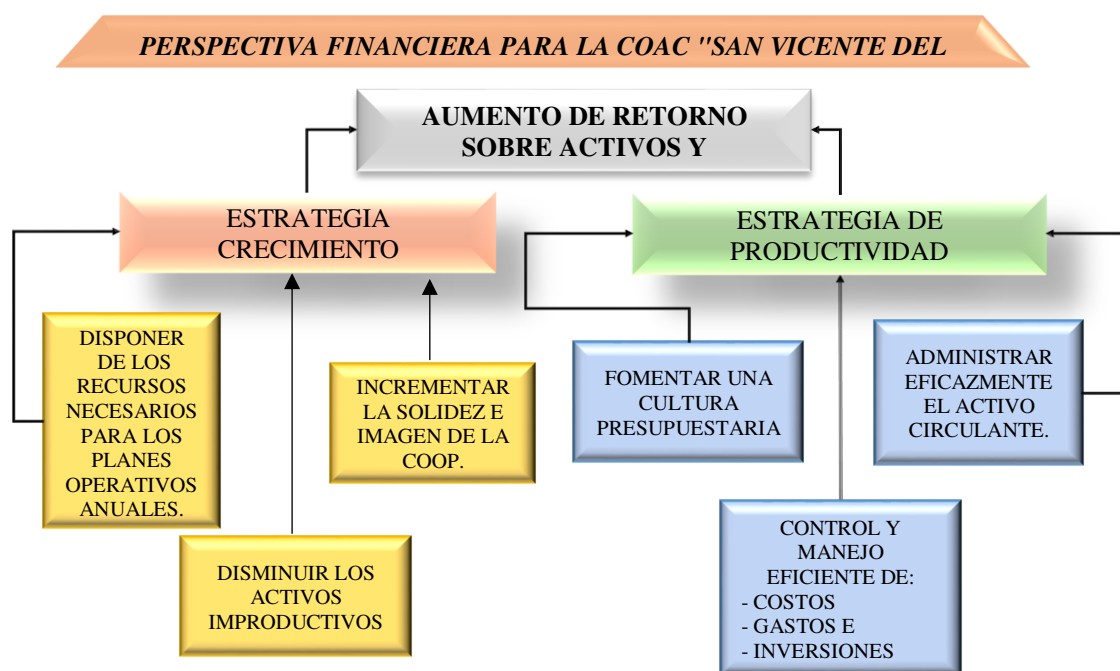 PERSPECTIVA FINANCIERA PARA LA COAC "SAN VICENTE DEL
AUMENTO DE RETORNO
SOBRE ACTIVOS Y
ESTRATEGIA
CRECIMIENTO
ESTRATEGIA DE
PRODUCTIVIDAD
DISPONER
DE LOS
RECURSOS
NECESARIOS
PARA LOS
PLANES
OPERATIVOS
ANUALES.
INCREMENTAR
LA SOLIDEZ E
IMAGEN DE LA
COOP.
FOMENTAR UNA
CULTURA
PRESUPUESTARIA
ADMINISTRAR
EFICAZMENTE
EL ACTIVO
CIRCULANTE.
DISMINUIR LOS
ACTIVOS
IMPRODUCTIVOS
CONTROL Y
MANEJO
EFICIENTE DE:
- COSTOS
- GASTOS E
- INVERSIONES